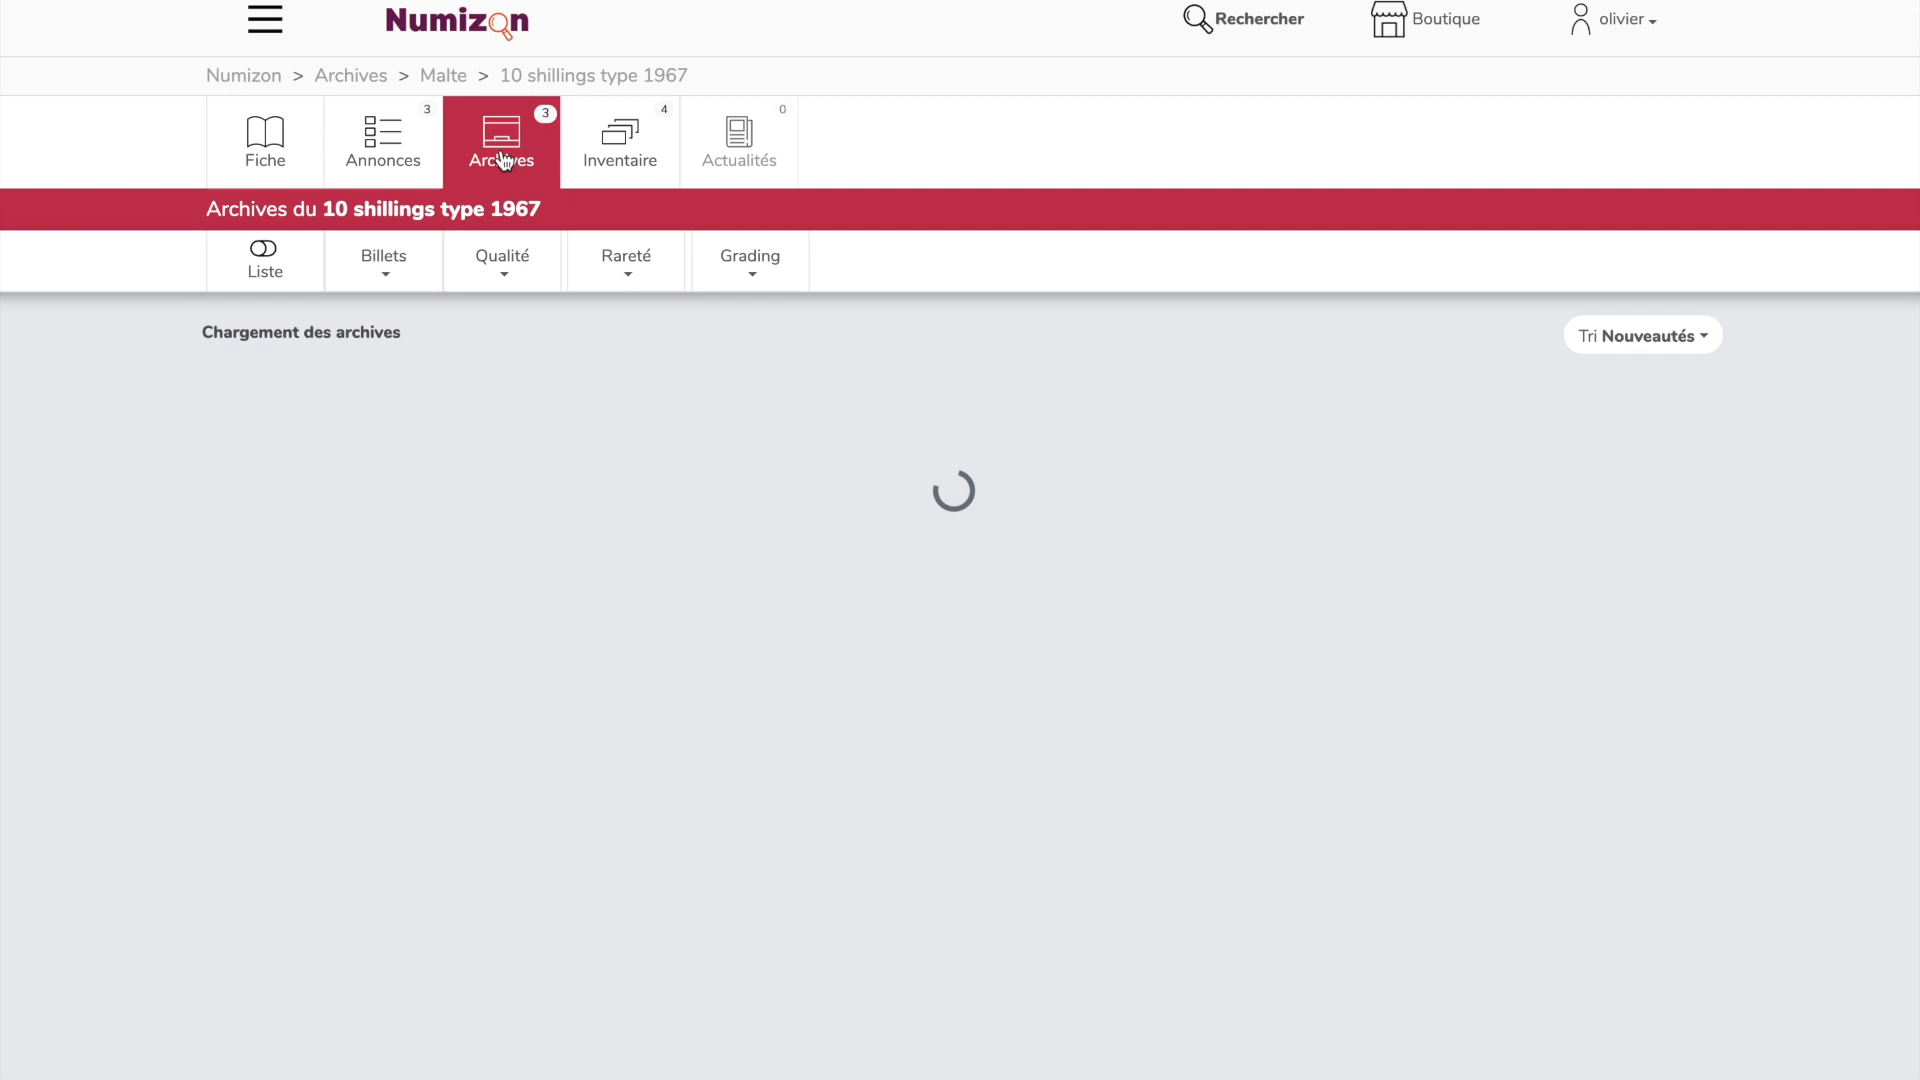 Numizon
Rechercher
Boutique
olivier
Numizon > Archives > Malte > 10 shillings type 1967
Fiche
3
Annonces
3
Archives
4
Inventaire
0
Actualités
Archives du 10 shillings type 1967
Liste
Billets
Qualité
Rareté
Grading
Chargement des archives
Tri Nouveautés